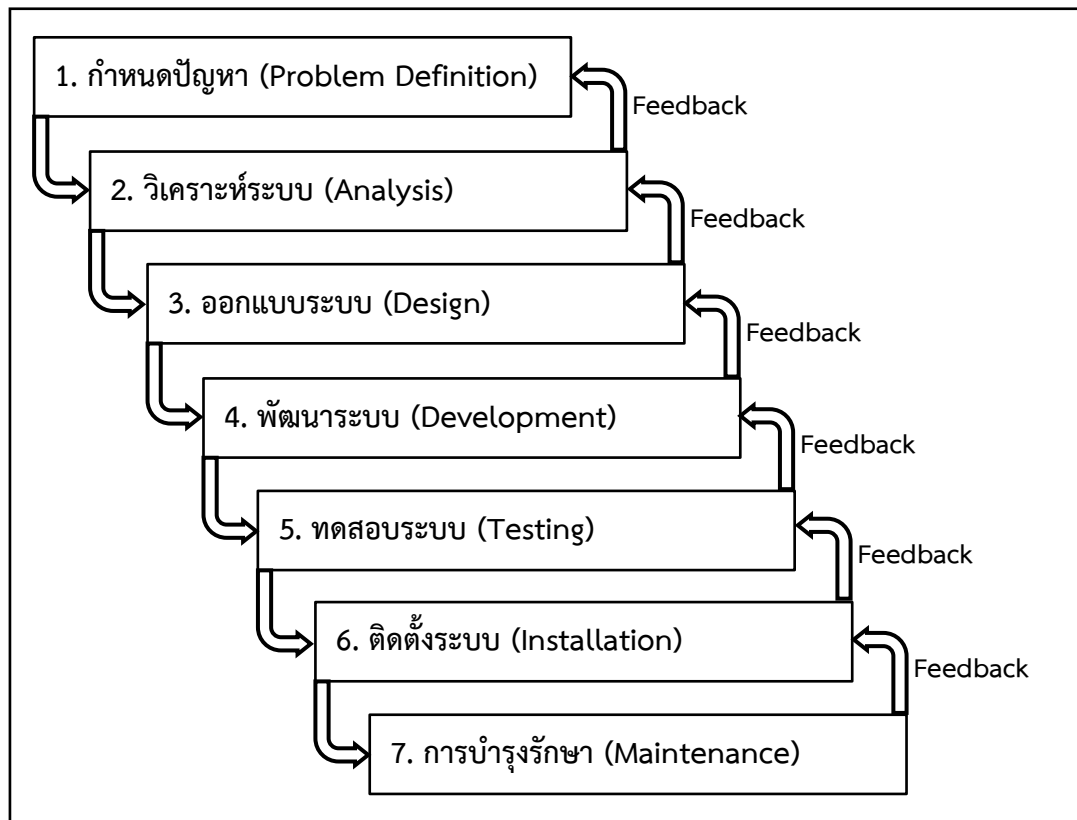 1. กำหนดปัญหา (Problem Definition)
Feedback
2. วิเคราะห์ระบบ (Analysis)
Feedback
3. ออกแบบระบบ (Design)
Feedback
4. พัฒนาระบบ (Development)
Feedback
5. ทดสอบระบบ (Testing)
Feedback
6. ติดตั้งระบบ (Installation)
Feedback
7. การบำรุงรักษา (Maintenance)